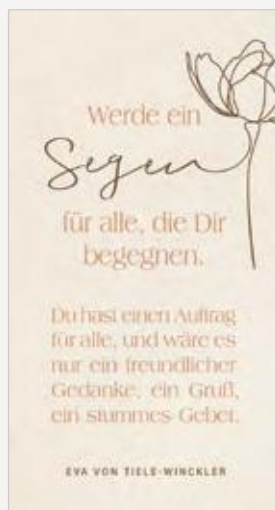 Werde ein
Segen
für alle, die Dir
begegnen.
Du hast einen Auftrag
für alle, und wäre es
nur ein freundlicher
Gedanke, ein Gruß,
ein stummes Gebet.
EVA VON TIELE-WINCKLER